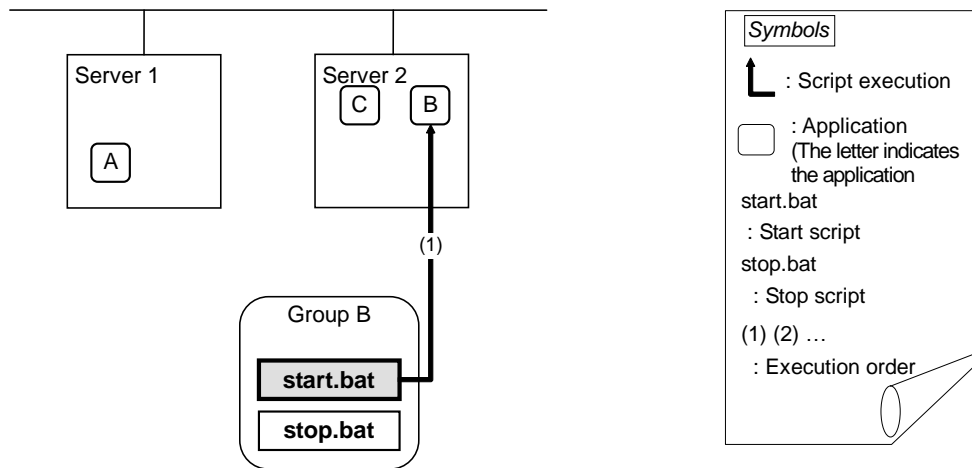 Server 1
A
Server 2
C
B
(1)
Group B
start.bat
stop.bat
Symbols
: Script execution
: Application
(The letter indicates
the application
start.bat
: Start script
stop.bat
: Stop script
(1) (2) …
: Execution order